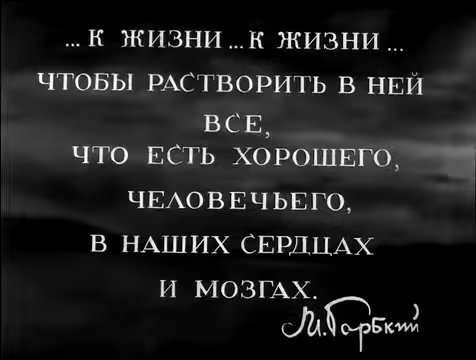 ... К ЖИЗНИ ... К ЖИЗНИ ...
ЧТОБЫ РАСТВОРИТЬ В НЕЙ
ВСЕ,
ЧТО ЕСТЬ ХОРОШЕГО,
ЧЕЛОВЕЧЬЕГО,
В НАШИХ СЕРДЦАХ
И МОЗГАХ.
М. Горький